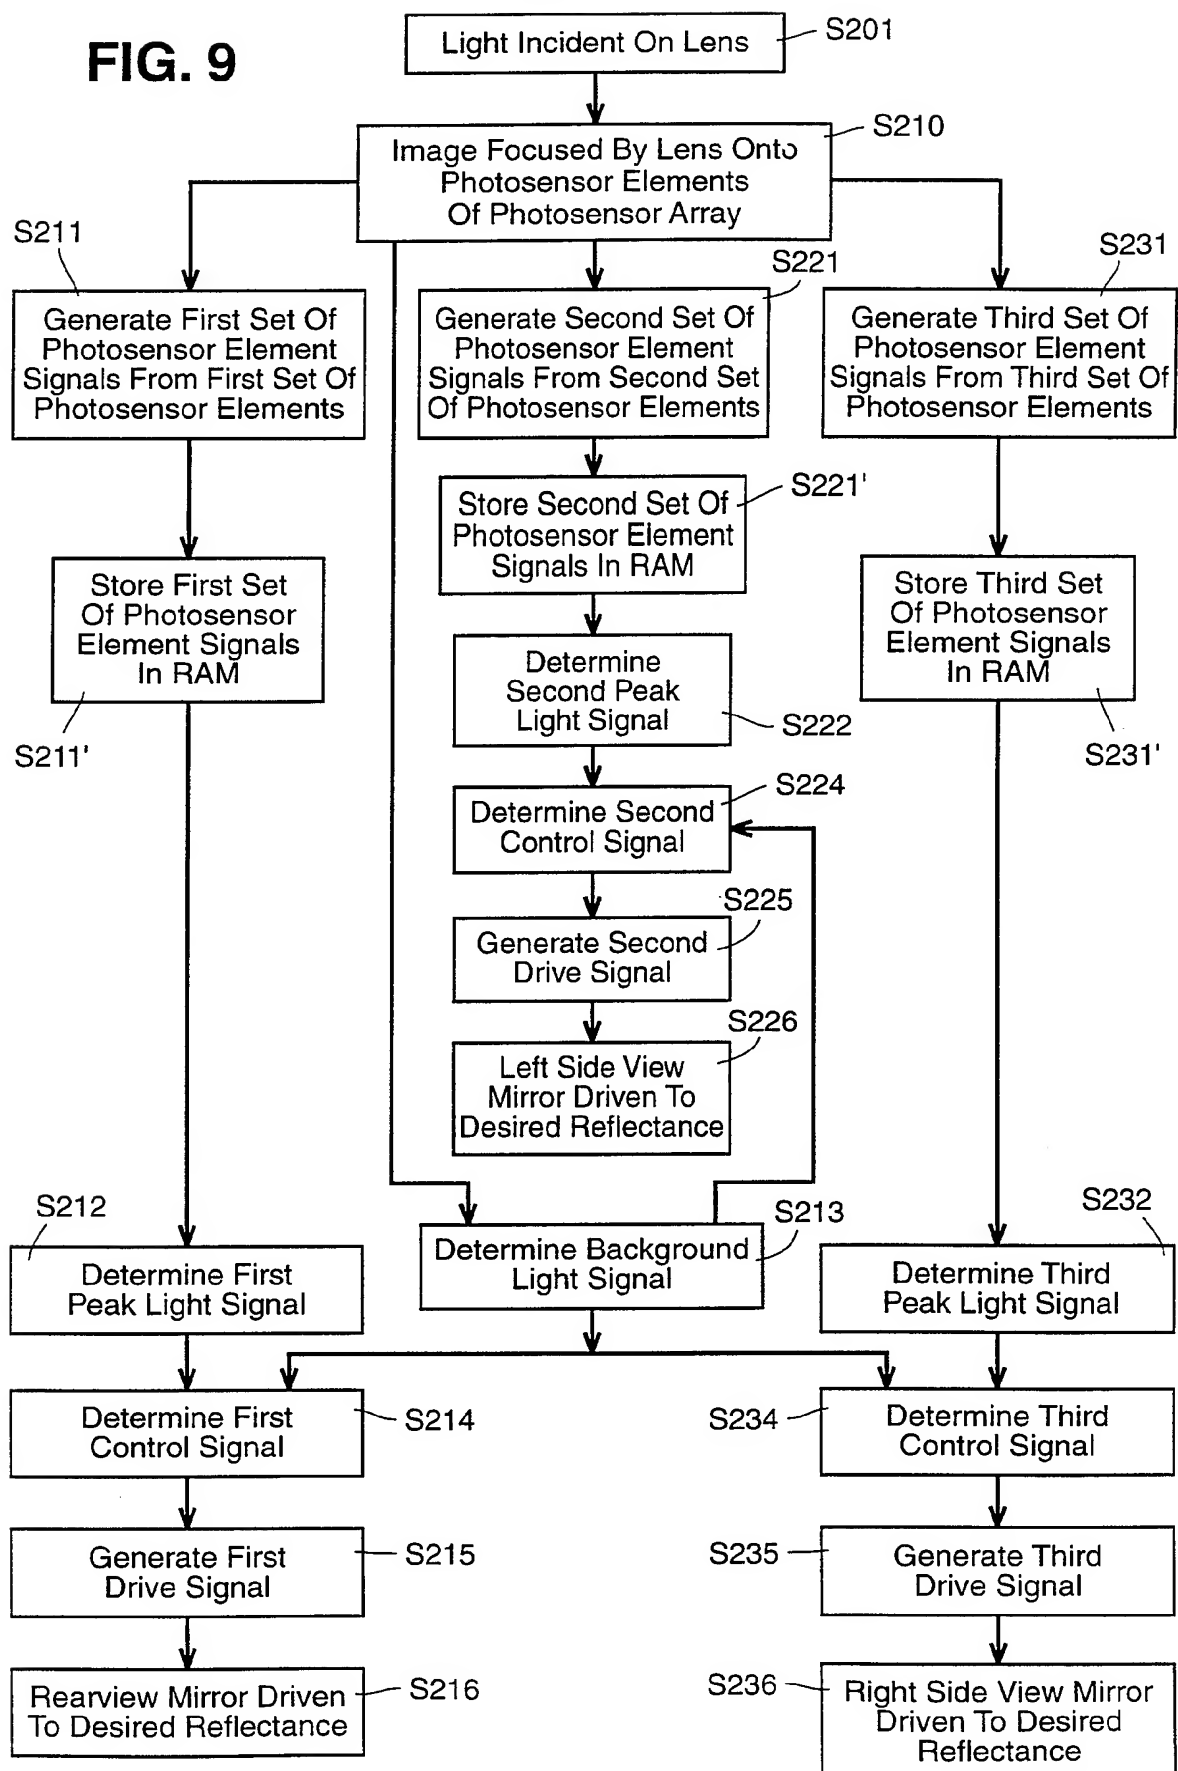 FIG. 9
Light Incident On Lens
S201
Image Focused By Lens Onto
Photosensor Elements
Of Photosensor Array
S210
S211
Generate First Set Of
Photosensor Element
Signals From First Set Of
Photosensor Elements
S221
Generate Second Set Of
Photosensor Element
Signals From Second Set
Of Photosensor Elements
S231
Generate Third Set Of
Photosensor Element
Signals From Third Set Of
Photosensor Elements
Store Second Set Of
Photosensor Element
Signals In RAM
S221'
Store First Set
Of Photosensor
Element Signals
In RAM
S211'
Store Third Set
Of Photosensor
Element Signals
In RAM
S231'
Determine
Second Peak
Light Signal
S222
Determine Second
Control Signal
S224
Generate Second
Drive Signal
S225
Left Side View
Mirror Driven To
Desired Reflectance
S226
S212
Determine First
Peak Light Signal
S213
Determine Background
Light Signal
S232
Determine Third
Peak Light Signal
Determine First
Control Signal
S214
S234
Determine Third
Control Signal
Generate First
Drive Signal
S215
S235
Generate Third
Drive Signal
Rearview Mirror Driven
To Desired Reflectance
S216
S236
Right Side View Mirror
Driven To Desired
Reflectance